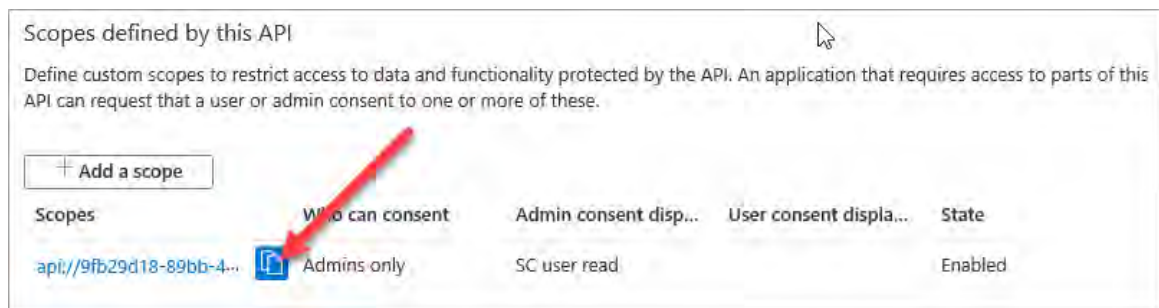 Scopes defined by this API
Define custom scopes to restrict access to data and functionality protected by the API. An application that requires access to parts of this
API can request that a user or admin consent to one or more of these.
+ Add a scope
Scopes Who can consent Admin consent disp... User consent displa... State
api://9fb29d18-89bb-4... Admins only SC user read Enabled